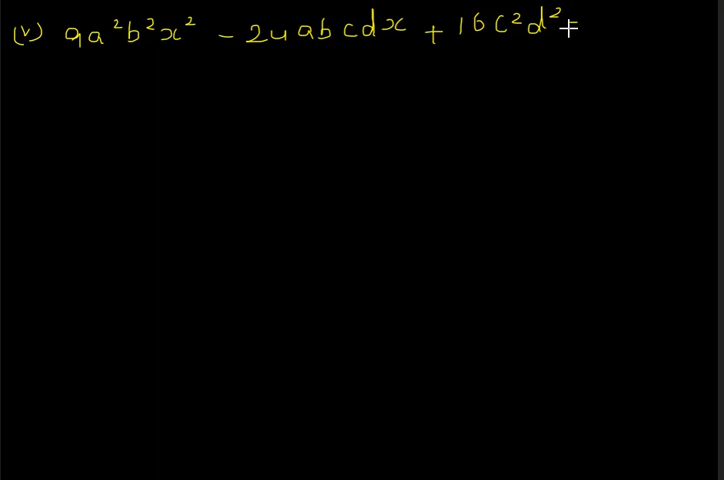 (v) 9a²b²x² - 24abcdx + 16c²d² =